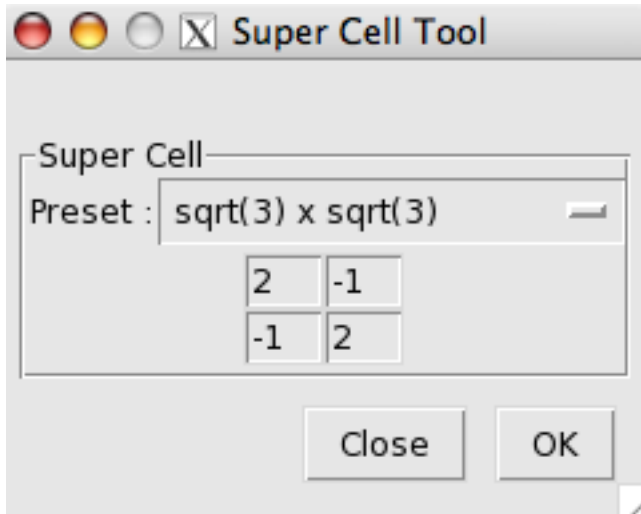 X Super Cell Tool
Super Cell
Preset : sqrt(3) x sqrt(3)
2 -1
-1 2
Close OK